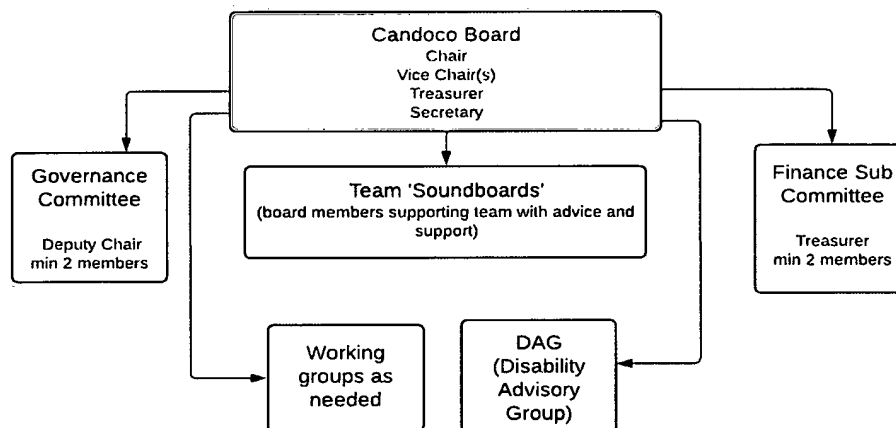 Candoco Board
Chair
Vice Chair(s)
Treasurer
Secretary
Governance
Committee
Deputy Chair
min 2 members
Team 'Soundboards'
(board members supporting team with advice and
support)
Finance Sub
Committee
Treasurer
min 2 members
Working
groups as
needed
DAG
(Disability
Advisory
Group)